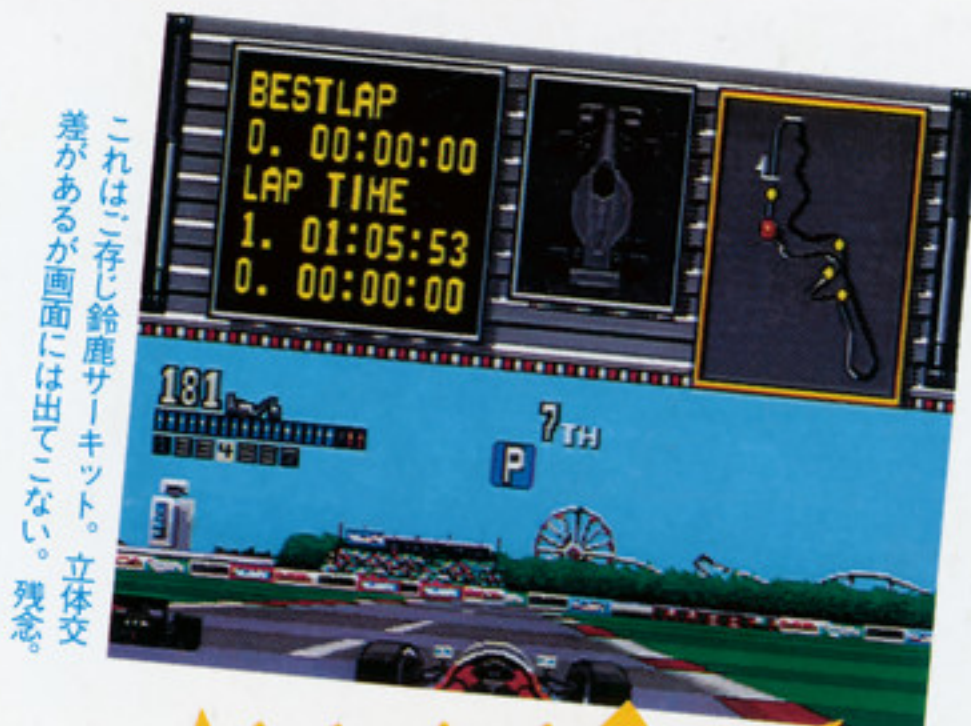 これはご存じ鈴鹿サーキット。立体交
差があるが画面には出てこない。残念。
BESTLAP
0. 00:00:00
LAP TIME
1. 01:05:53
0. 00:00:00
181 km/h
7TH
P